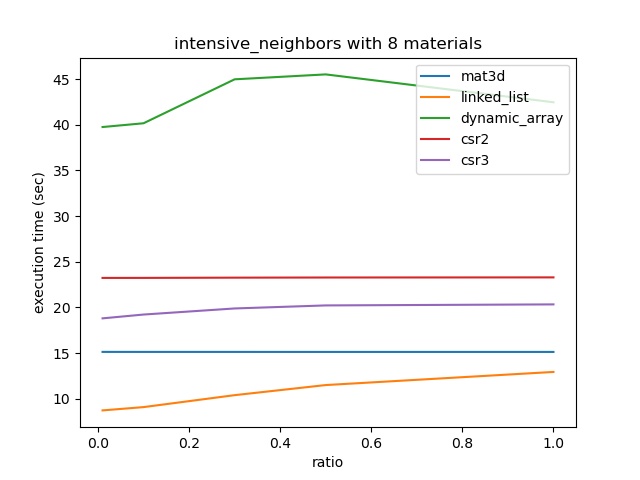 intensive_neighbors with 8 materials
mat3d
linked_list
dynamic_array
csr2
csr3
execution time (sec)
45
40
35
30
25
20
15
10
0.0 0.2 0.4 0.6 0.8 1.0
ratio